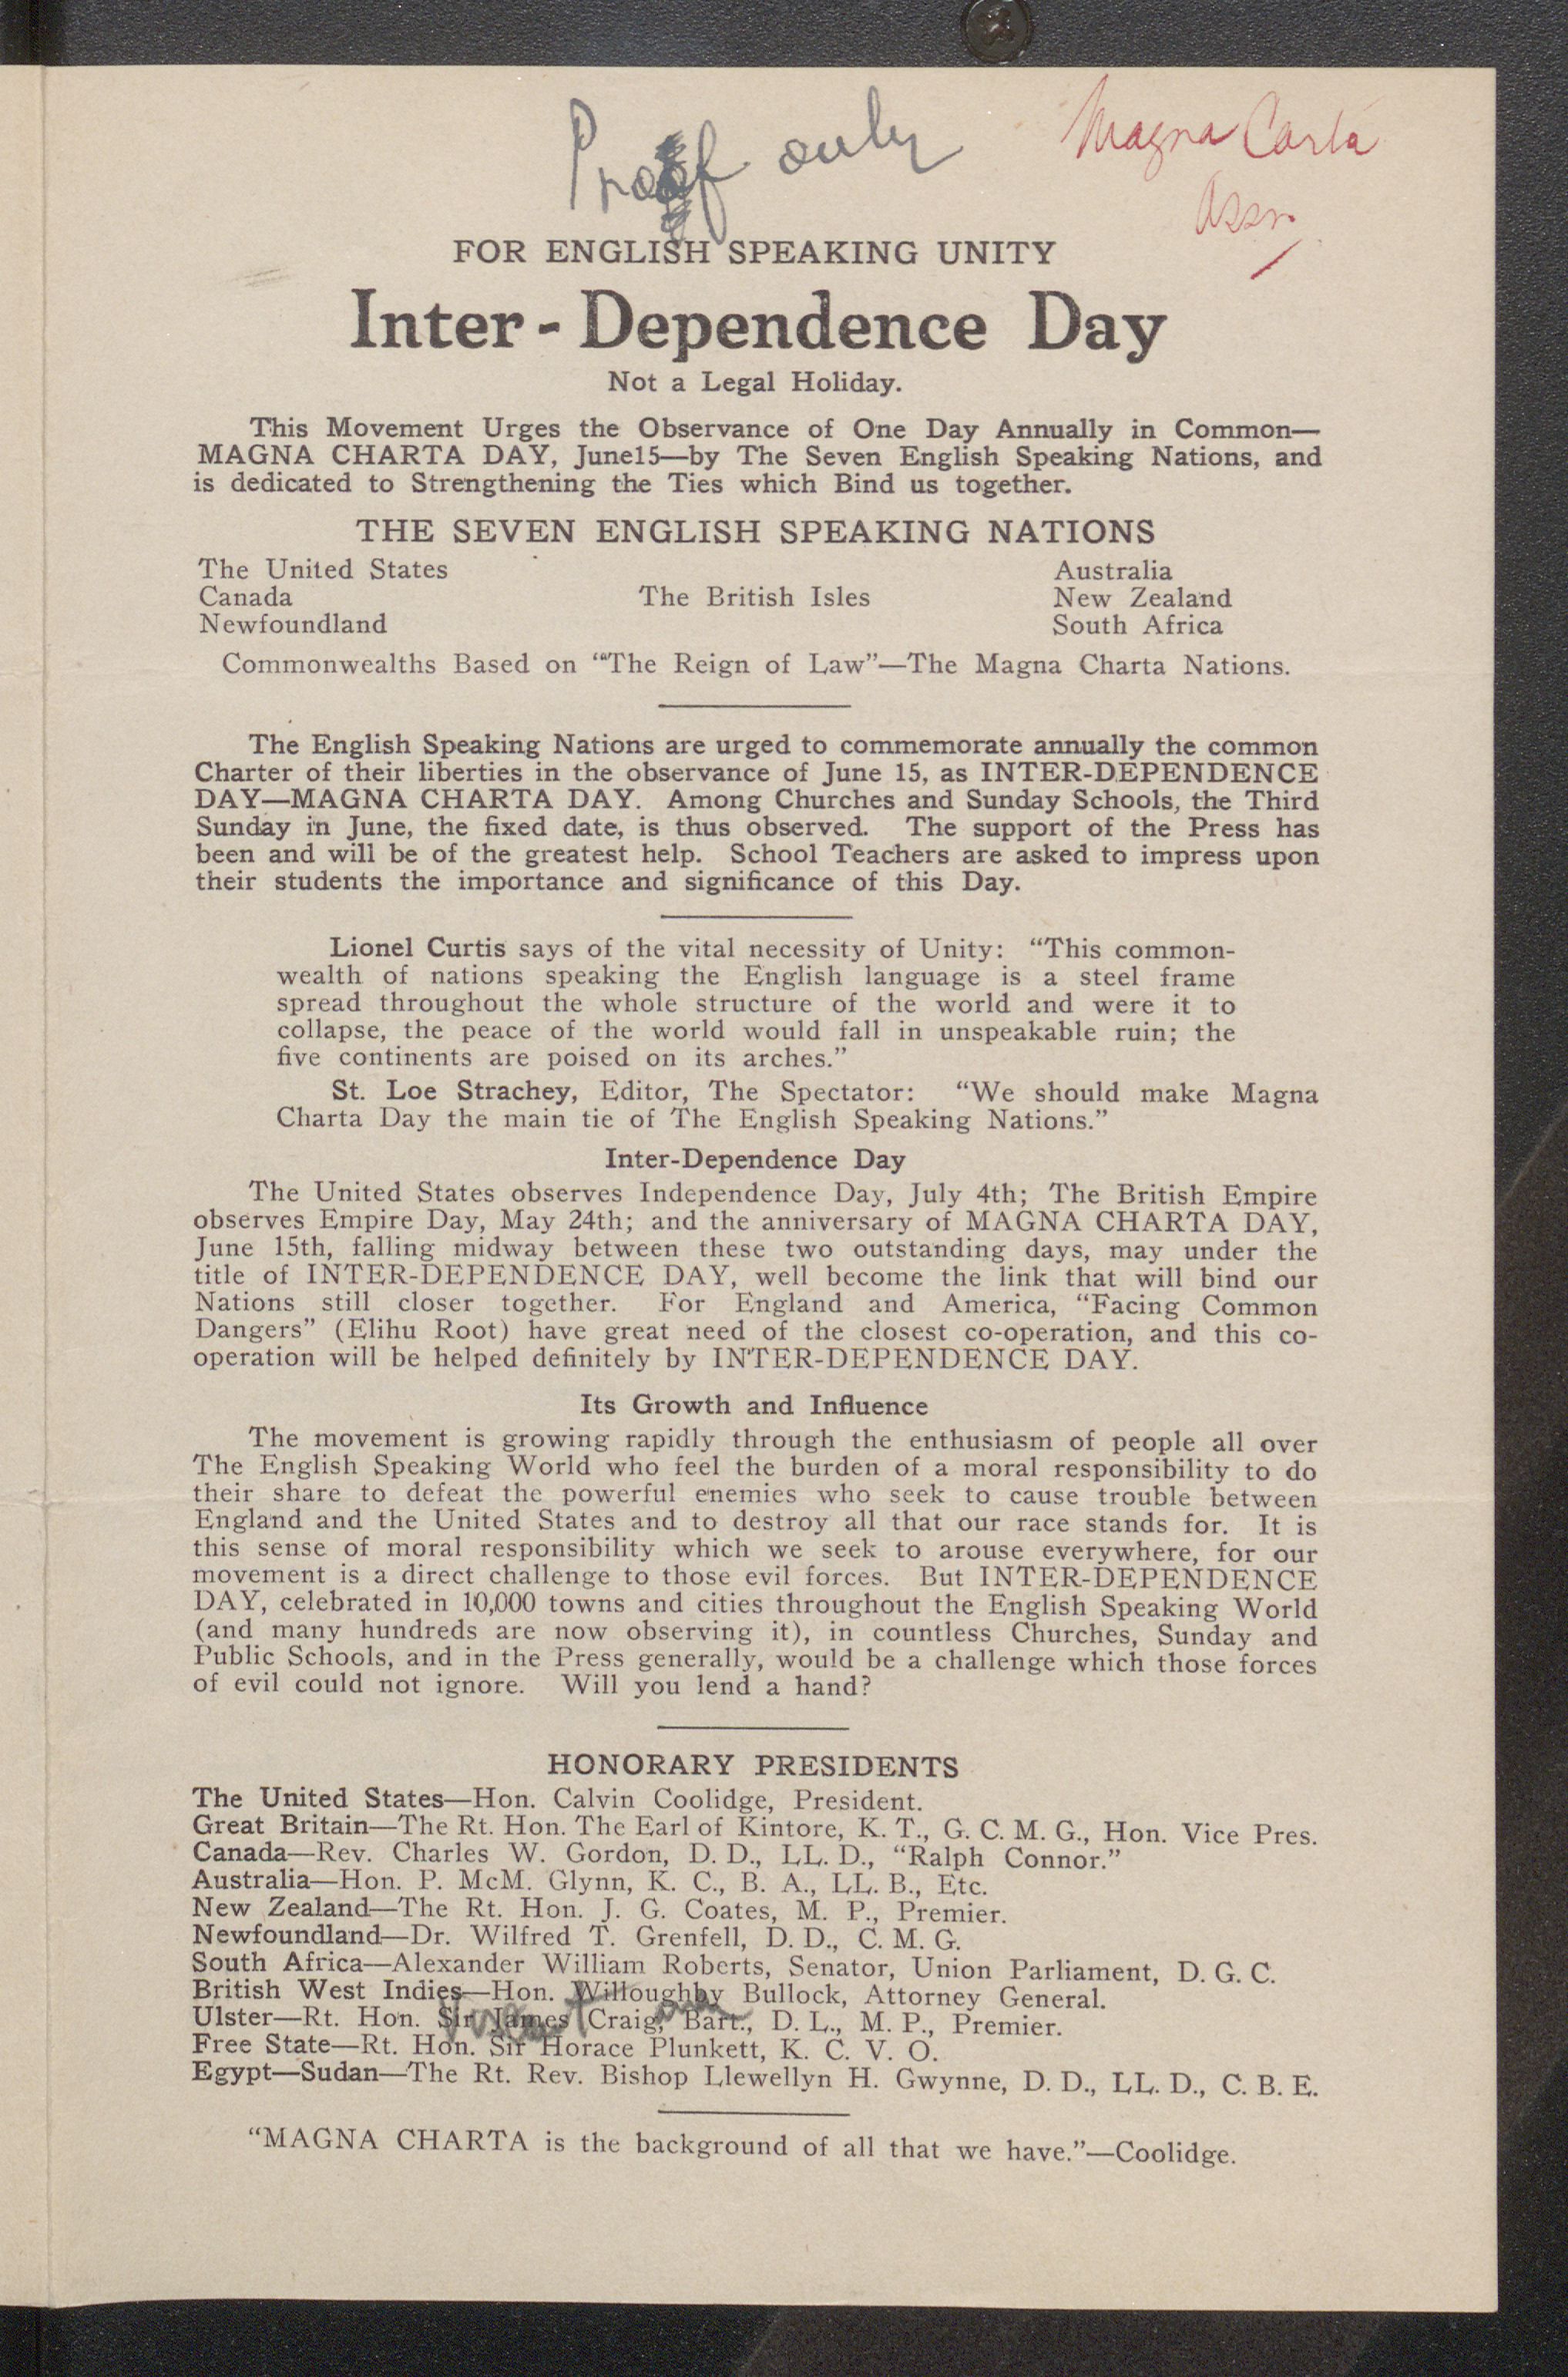 Proof only
Magna Carta
Assn
FOR ENGLISH SPEAKING UNITY
Inter-Dependence Day
Not a Legal Holiday.
This Movement Urges the Observance of One Day Annually in Common—
MAGNA CHARTA DAY, June15—by The Seven English Speaking Nations, and
is dedicated to Strengthening the Ties which Bind us together.
THE SEVEN ENGLISH SPEAKING NATIONS
The United States
Canada
Newfoundland
The British Isles
Australia
New Zealand
South Africa
Commonwealths Based on "The Reign of Law"—The Magna Charta Nations.
The English Speaking Nations are urged to commemorate annually the common
Charter of their liberties in the observance of June 15, as INTER-DEPENDENCE
DAY—MAGNA CHARTA DAY. Among Churches and Sunday Schools, the Third
Sunday in June, the fixed date, is thus observed. The support of the Press has
been and will be of the greatest help. School Teachers are asked to impress upon
their students the importance and significance of this Day.
Lionel Curtis says of the vital necessity of Unity: "This common-
wealth of nations speaking the English language is a steel frame
spread throughout the whole structure of the world and were it to
collapse, the peace of the world would fall in unspeakable ruin; the
five continents are poised on its arches."
St. Loe Strachey, Editor, The Spectator: "We should make Magna
Charta Day the main tie of The English Speaking Nations."
Inter-Dependence Day
The United States observes Independence Day, July 4th; The British Empire
observes Empire Day, May 24th; and the anniversary of MAGNA CHARTA DAY,
June 15th, falling midway between these two outstanding days, may under the
title of INTER-DEPENDENCE DAY, well become the link that will bind our
Nations still closer together. For England and America, "Facing Common
Dangers" (Elihu Root) have great need of the closest co-operation, and this co-
operation will be helped definitely by INTER-DEPENDENCE DAY.
Its Growth and Influence
The movement is growing rapidly through the enthusiasm of people all over
The English Speaking World who feel the burden of a moral responsibility to do
their share to defeat the powerful enemies who seek to cause trouble between
England and the United States and to destroy all that our race stands for. It is
this sense of moral responsibility which we seek to arouse everywhere, for our
movement is a direct challenge to those evil forces. But INTER-DEPENDENCE
DAY, celebrated in 10,000 towns and cities throughout the English Speaking World
(and many hundreds are now observing it), in countless Churches, Sunday and
Public Schools, and in the Press generally, would be a challenge which those forces
of evil could not ignore. Will you lend a hand?
HONORARY PRESIDENTS
The United States—Hon. Calvin Coolidge, President.
Great Britain—The Rt. Hon. The Earl of Kintore, K. T., G. C. M. G., Hon. Vice Pres.
Canada—Rev. Charles W. Gordon, D. D., LL. D., "Ralph Connor."
Australia—Hon. P. McM. Glynn, K. C., B. A., LL. B., Etc.
New Zealand—The Rt. Hon. J. G. Coates, M. P., Premier.
Newfoundland—Dr. Wilfred T. Grenfell, D. D., C. M. G.
South Africa—Alexander William Roberts, Senator, Union Parliament, D. G. C.
British West Indies—Hon. Willoughby Bullock, Attorney General.
Ulster—Rt. Hon. Sir James Craig, Bart., D. L., M. P., Premier.
Free State—Rt. Hon. Sir Horace Plunkett, K. C. V. O.
Egypt—Sudan—The Rt. Rev. Bishop Llewellyn H. Gwynne, D. D., LL. D., C. B. E.
"MAGNA CHARTA is the background of all that we have."—Coolidge.